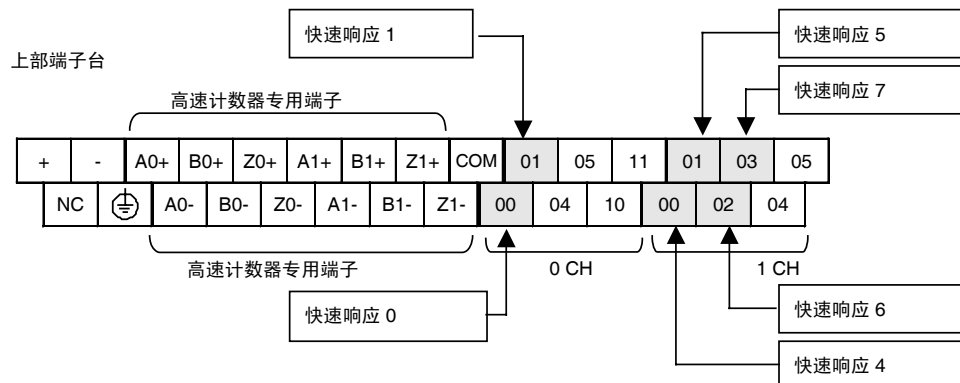 快速响应 1
快速响应 5
上部端子台
快速响应 7
高速计数器专用端子
+ - A0+ B0+ Z0+ A1+ B1+ Z1+ COM 01 05 11 01 03 05
NC A0- B0- Z0- A1- B1- Z1- 00 04 10 00 02 04
高速计数器专用端子
0 CH
1 CH
快速响应 0
快速响应 6
快速响应 4